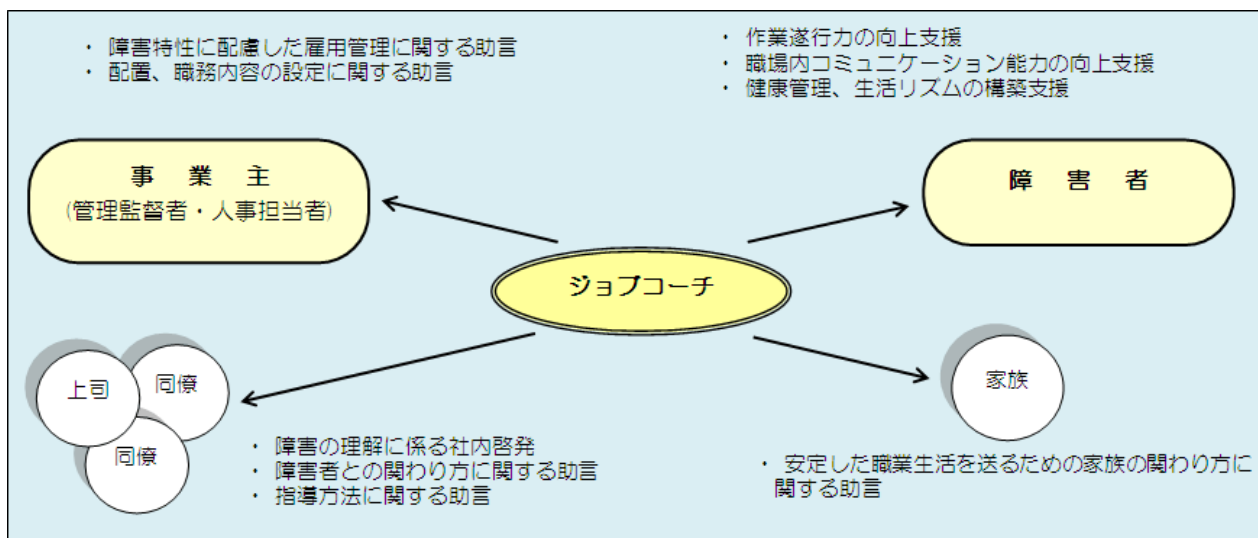 ・ 障害特性に配慮した雇用管理に関する助言
・ 配置、職務内容の設定に関する助言
・ 作業遂行力の向上支援
・ 職場内コミュニケーション能力の向上支援
・ 健康管理、生活リズムの構築支援
事 業 主
(管理監督者・人事担当者)
障 害 者
ジョブコーチ
上司
同僚
同僚
家族
・ 障害の理解に係る社内啓発
・ 障害者との関わり方に関する助言
・ 指導方法に関する助言
・ 安定した職業生活を送るための家族の関わり方に
関する助言